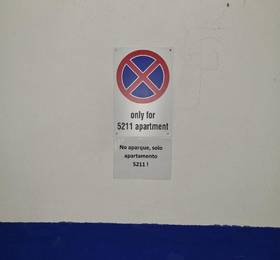 only for
5211 apartment
No aparque, solo
apartamento
5211 !